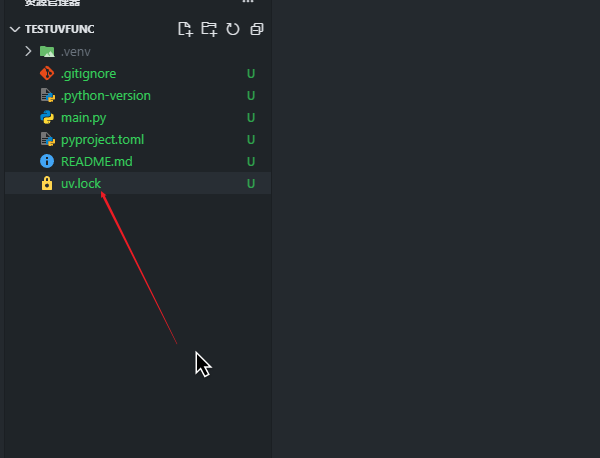 资源管理器
TESTUVFUNC
.venv
.gitignore U
.python-version U
main.py U
pyproject.toml U
README.md U
uv.lock U